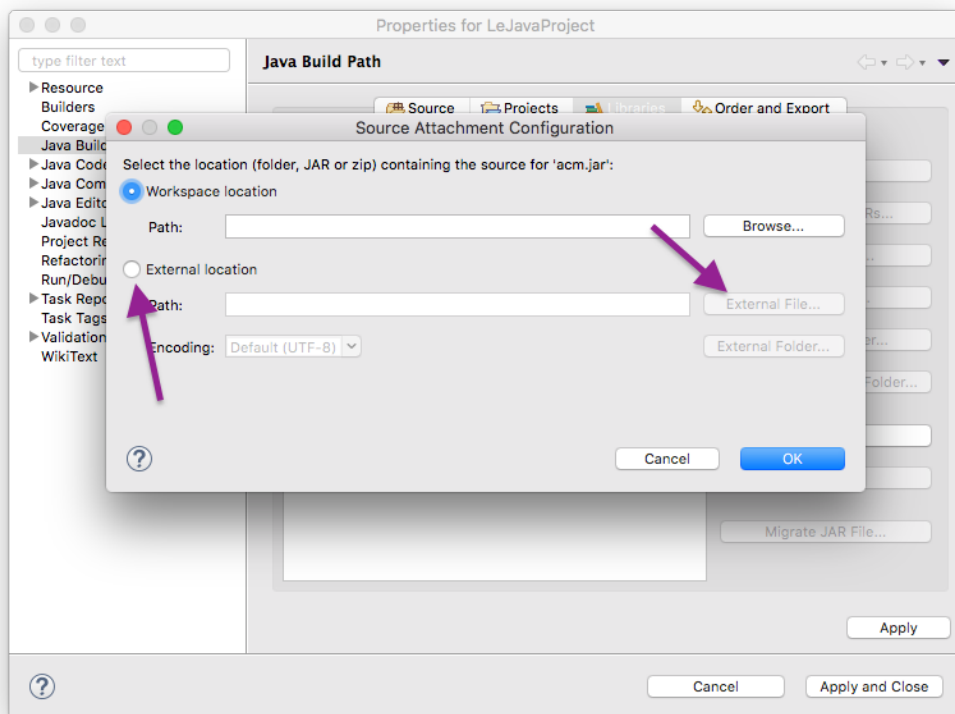 Properties for LeJavaProject
type filter text
Java Build Path
Resource
Builders
Coverage
Java Build
Java Code
Java Com
Java Edito
Javadoc L
Project Re
Refactorin
Run/Debu
Task Repo
Task Tags
Validation
WikiText
Source
Projects
Libraries
Order and Export
Source Attachment Configuration
Select the location (folder, JAR or zip) containing the source for 'acm.jar':
Workspace location
Path:
Browse...
External location
Path:
External File...
Encoding:
Default (UTF-8)
External Folder...
?
Cancel
OK
Rs...
er...
Folder...
Migrate JAR File...
Apply
?
Cancel
Apply and Close